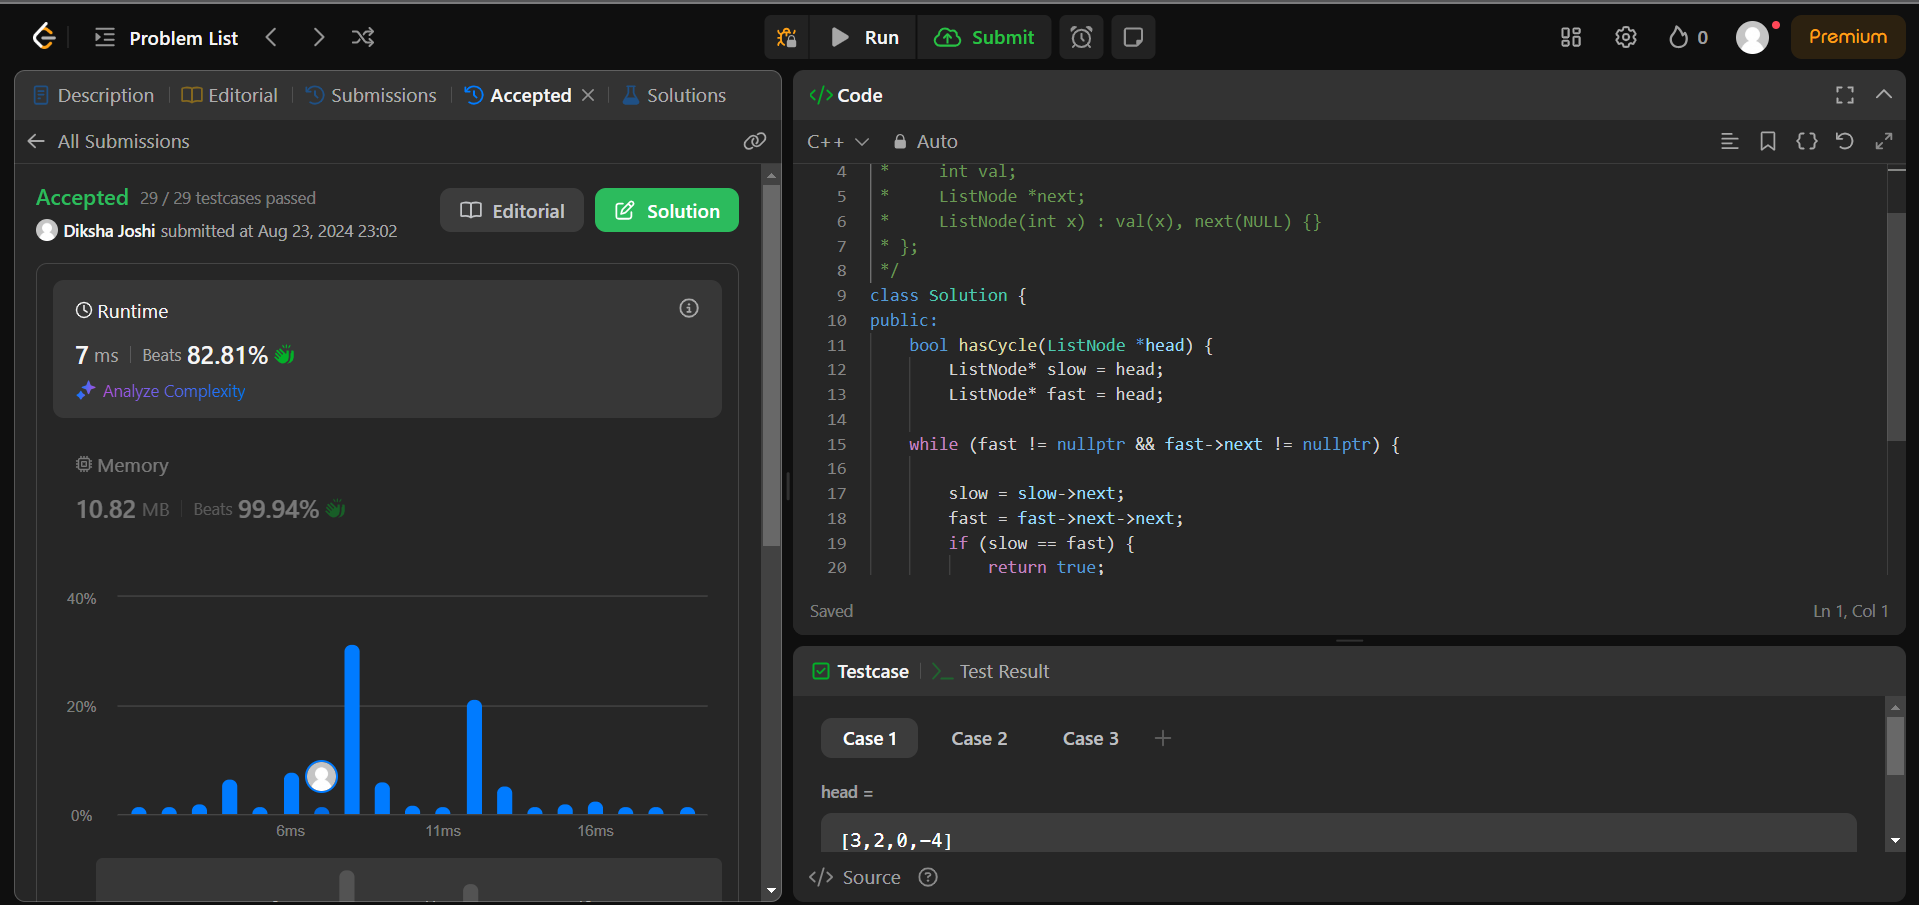 Problem List
Run
Submit
0
Premium
Description
Editorial
Submissions
Accepted
Solutions
All Submissions
Accepted 29 / 29 testcases passed
Diksha Joshi submitted at Aug 23, 2024 23:02
Editorial
Solution
Runtime
7 ms Beats 82.81%
Analyze Complexity
Memory
10.82 MB Beats 99.94%
40%
20%
0%
6ms 11ms 16ms
</> Code
C++ Auto
4 * int val;
5 * ListNode *next;
6 * ListNode(int x) : val(x), next(NULL) {}
7 * };
8 */
9 class Solution {
10 public:
11 bool hasCycle(ListNode *head) {
12 ListNode* slow = head;
13 ListNode* fast = head;
14
15 while (fast != nullptr && fast->next != nullptr) {
16
17 slow = slow->next;
18 fast = fast->next->next;
19 if (slow == fast) {
20 return true;
Saved Ln 1, Col 1
Testcase
Test Result
Case 1 Case 2 Case 3 +
head =
[3,2,0,-4]
</> Source